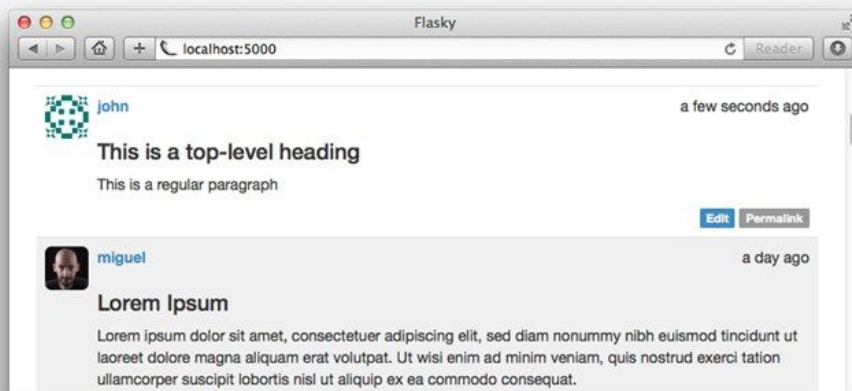 Flasky
localhost:5000
Reader
john
a few seconds ago
This is a top-level heading
This is a regular paragraph
Edit Permalink
miguel
a day ago
Lorem Ipsum
Lorem ipsum dolor sit amet, consectetuer adipiscing elit, sed diam nonummy nibh euismod tincidunt ut
laoreet dolore magna aliquam erat volutpat. Ut wisi enim ad minim veniam, quis nostrud exerci tation
ullamcorper suscipit lobortis nisl ut aliquip ex ea commodo consequat.